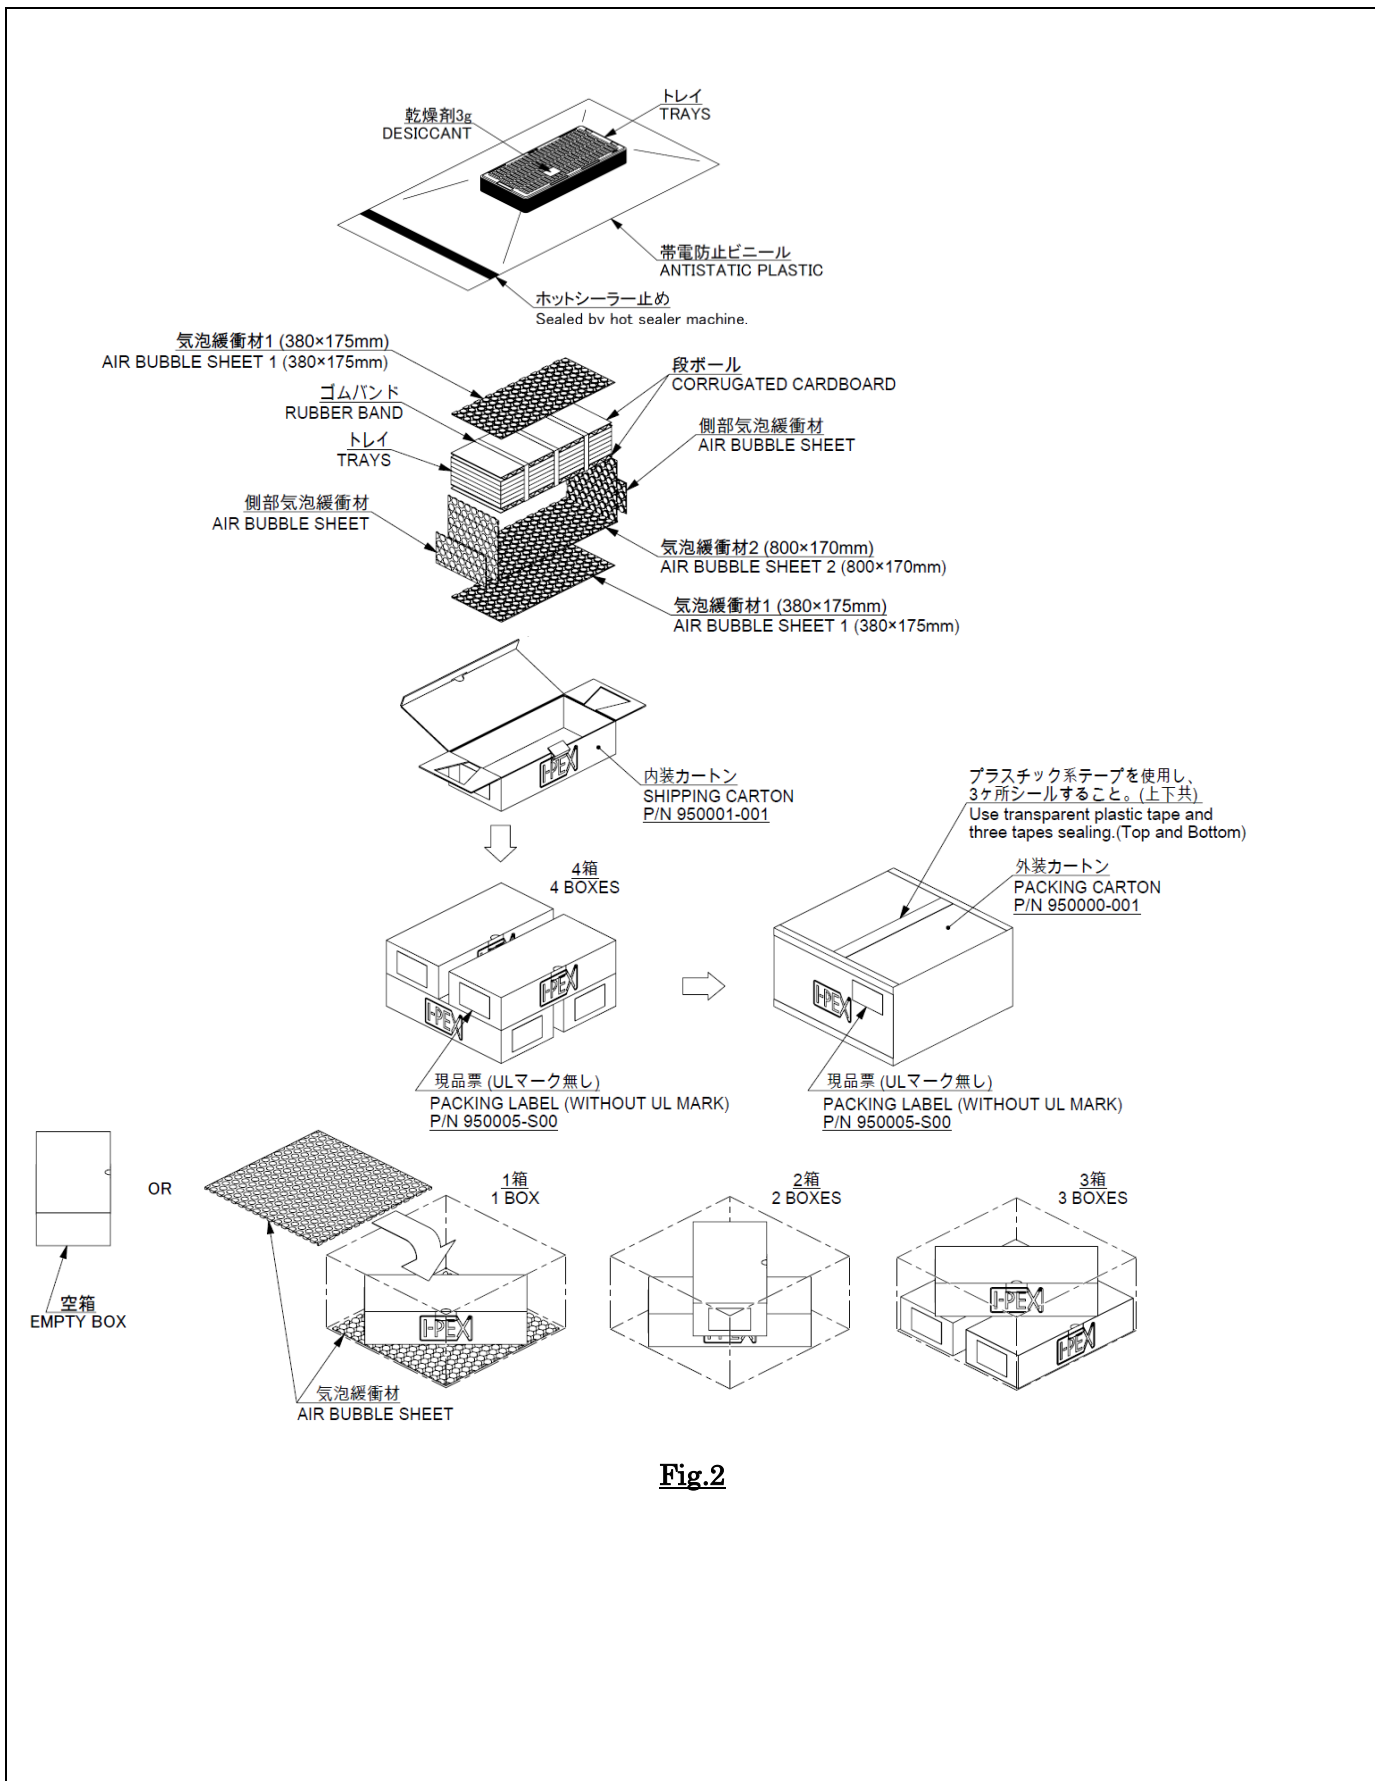 乾燥剤3g
DESICCANT
トレイ
TRAYS
帯電防止ビニール
ANTISTATIC PLASTIC
ホットシーラー止め
Sealed by hot sealer machine.
気泡緩衝材1 (380×175mm)
AIR BUBBLE SHEET 1 (380×175mm)
段ボール
CORRUGATED CARDBOARD
ゴムバンド
RUBBER BAND
側部気泡緩衝材
AIR BUBBLE SHEET
トレイ
TRAYS
側部気泡緩衝材
AIR BUBBLE SHEET
気泡緩衝材2 (800×170mm)
AIR BUBBLE SHEET 2 (800×170mm)
気泡緩衝材1 (380×175mm)
AIR BUBBLE SHEET 1 (380×175mm)
I-PEX
内装カートン
SHIPPING CARTON
P/N 950001-001
プラスチック系テープを使用し、
3ヶ所シールすること。(上下共)
Use transparent plastic tape and
three tapes sealing.(Top and Bottom)
4箱
4 BOXES
外装カートン
PACKING CARTON
P/N 950000-001
I-PEX
I-PEX
I-PEX
I-PEX
現品票 (ULマーク無し)
PACKING LABEL (WITHOUT UL MARK)
P/N 950005-S00
現品票 (ULマーク無し)
PACKING LABEL (WITHOUT UL MARK)
P/N 950005-S00
OR
1箱
1 BOX
2箱
2 BOXES
3箱
3 BOXES
I-PEX
I-PEX
I-PEX
I-PEX
空箱
EMPTY BOX
気泡緩衝材
AIR BUBBLE SHEET
Fig.2